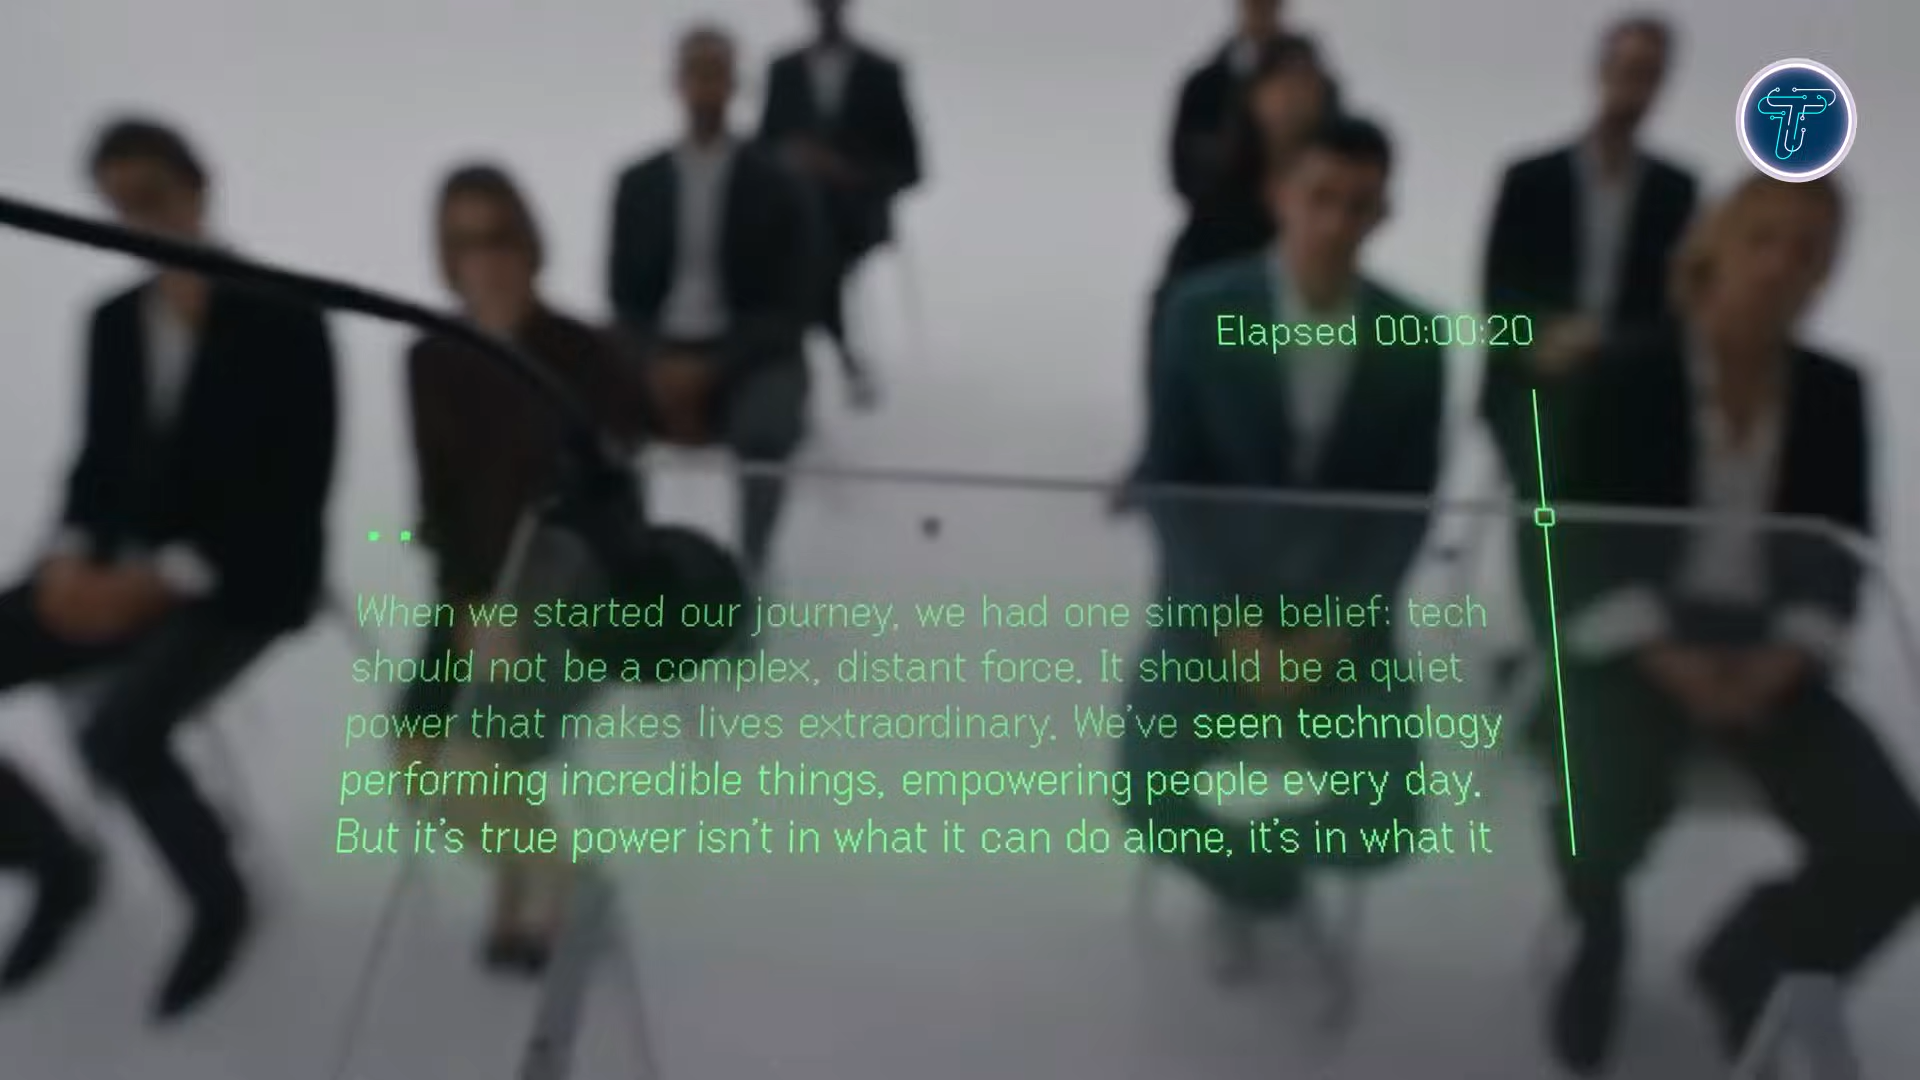 Elapsed 00:00:20
When we started our journey, we had one simple belief: tech
should not be a complex, distant force. It should be a quiet
power that makes lives extraordinary. We've seen technology
performing incredible things, empowering people every day.
But it's true power isn't in what it can do alone, it's in what it